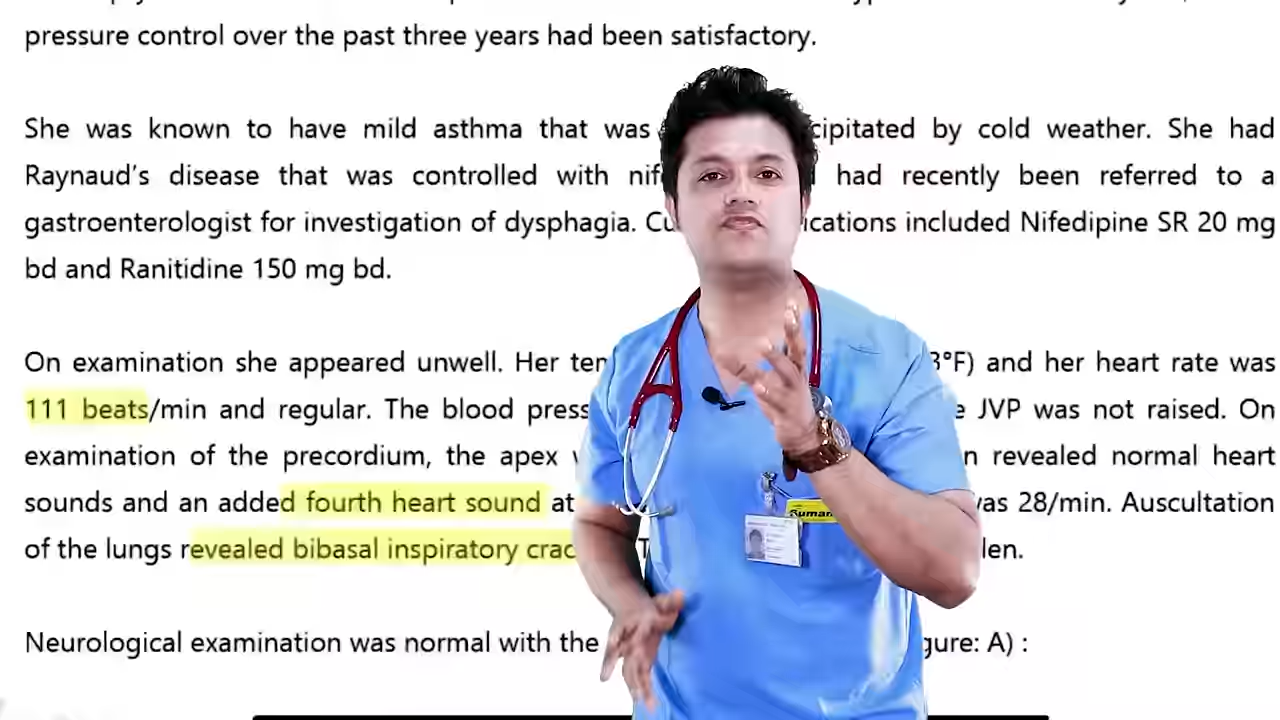 pressure control over the past three years had been satisfactory.
She was known to have mild asthma that was cipitated by cold weather. She had
Raynaud's disease that was controlled with nif had recently been referred to a
gastroenterologist for investigation of dysphagia. Cu ications included Nifedipine SR 20 mg
bd and Ranitidine 150 mg bd.
On examination she appeared unwell. Her ten 3°F) and her heart rate was
111 beats/min and regular. The blood press JVP was not raised. On
examination of the precordium, the apex revealed normal heart
sounds and an added fourth heart sound at was 28/min. Auscultation
of the lungs revealed bibasal inspiratory crac len.
Neurological examination was normal with the gure: A) :
Suman